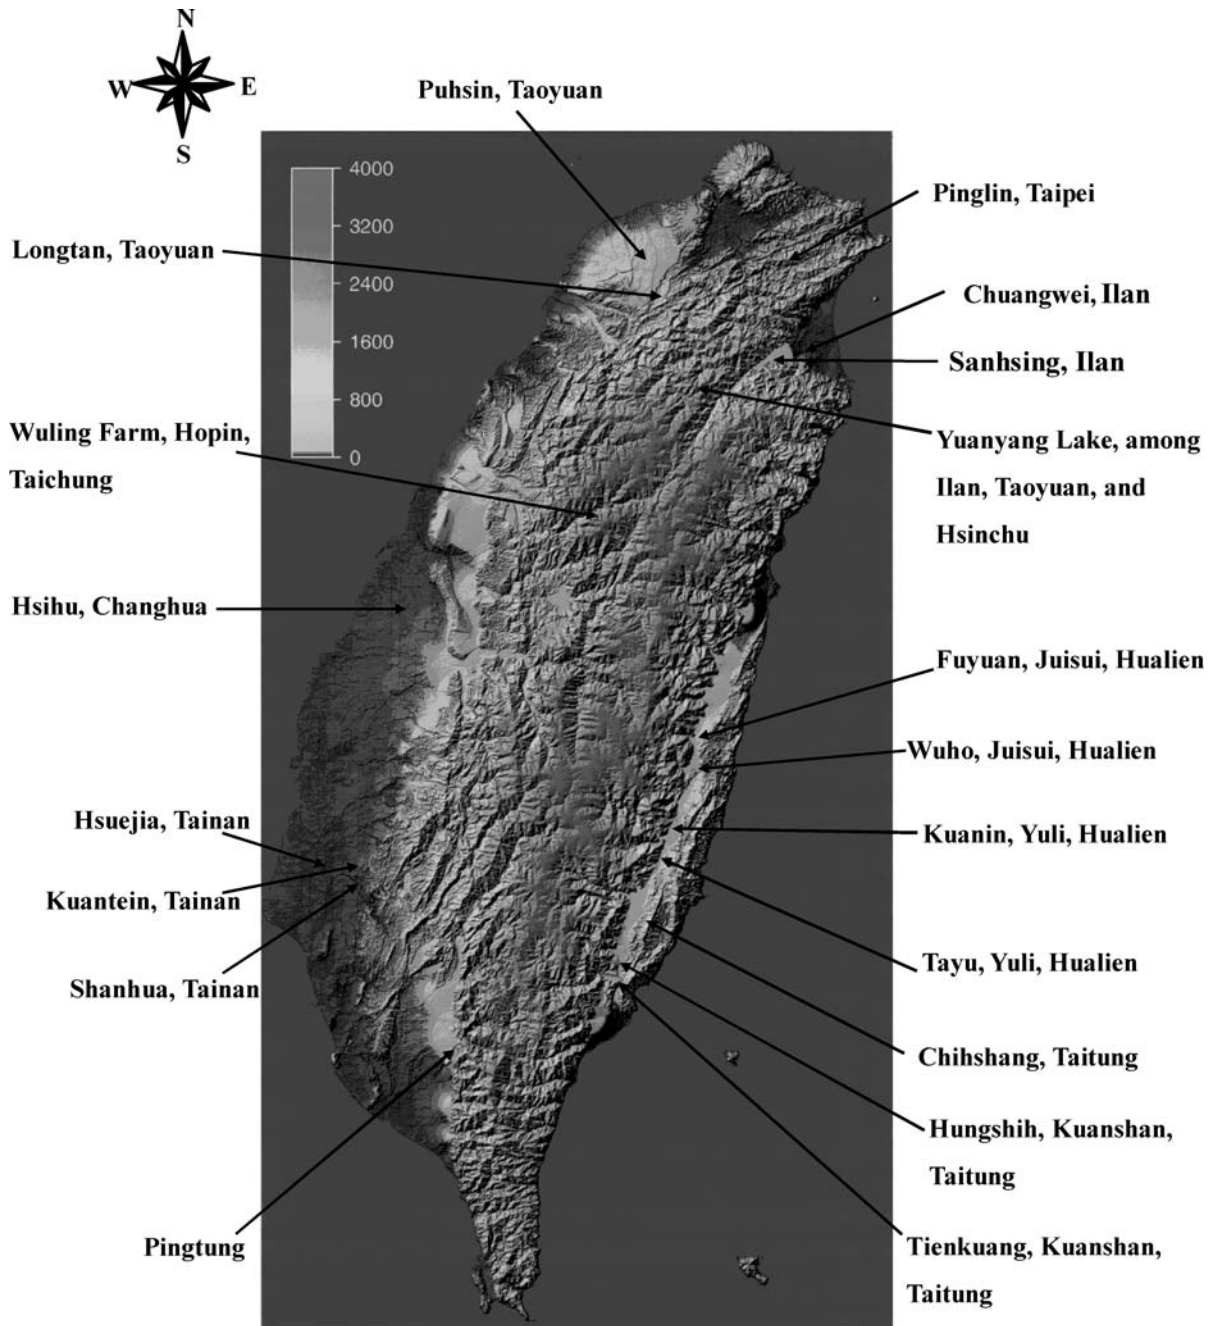 N
W
E
S
Puhsin, Taoyuan
4000
3200
2400
1600
800
0
Pinglin, Taipei
Longtan, Taoyuan
Chuangwei, Ilan
Sanhsing, Ilan
Wuling Farm, Hopin,
Taichung
Yuanyang Lake, among
Ilan, Taoyuan, and
Hsinchu
Hsihu, Changhua
Fuyuan, Juisui, Hualien
Wuho, Juisui, Hualien
Hsuejia, Tainan
Kuanin, Yuli, Hualien
Kuantein, Tainan
Tayu, Yuli, Hualien
Shanhua, Tainan
Chihshang, Taitung
Hungshih, Kuanshan,
Taitung
Pingtung
Tienkuang, Kuanshan,
Taitung